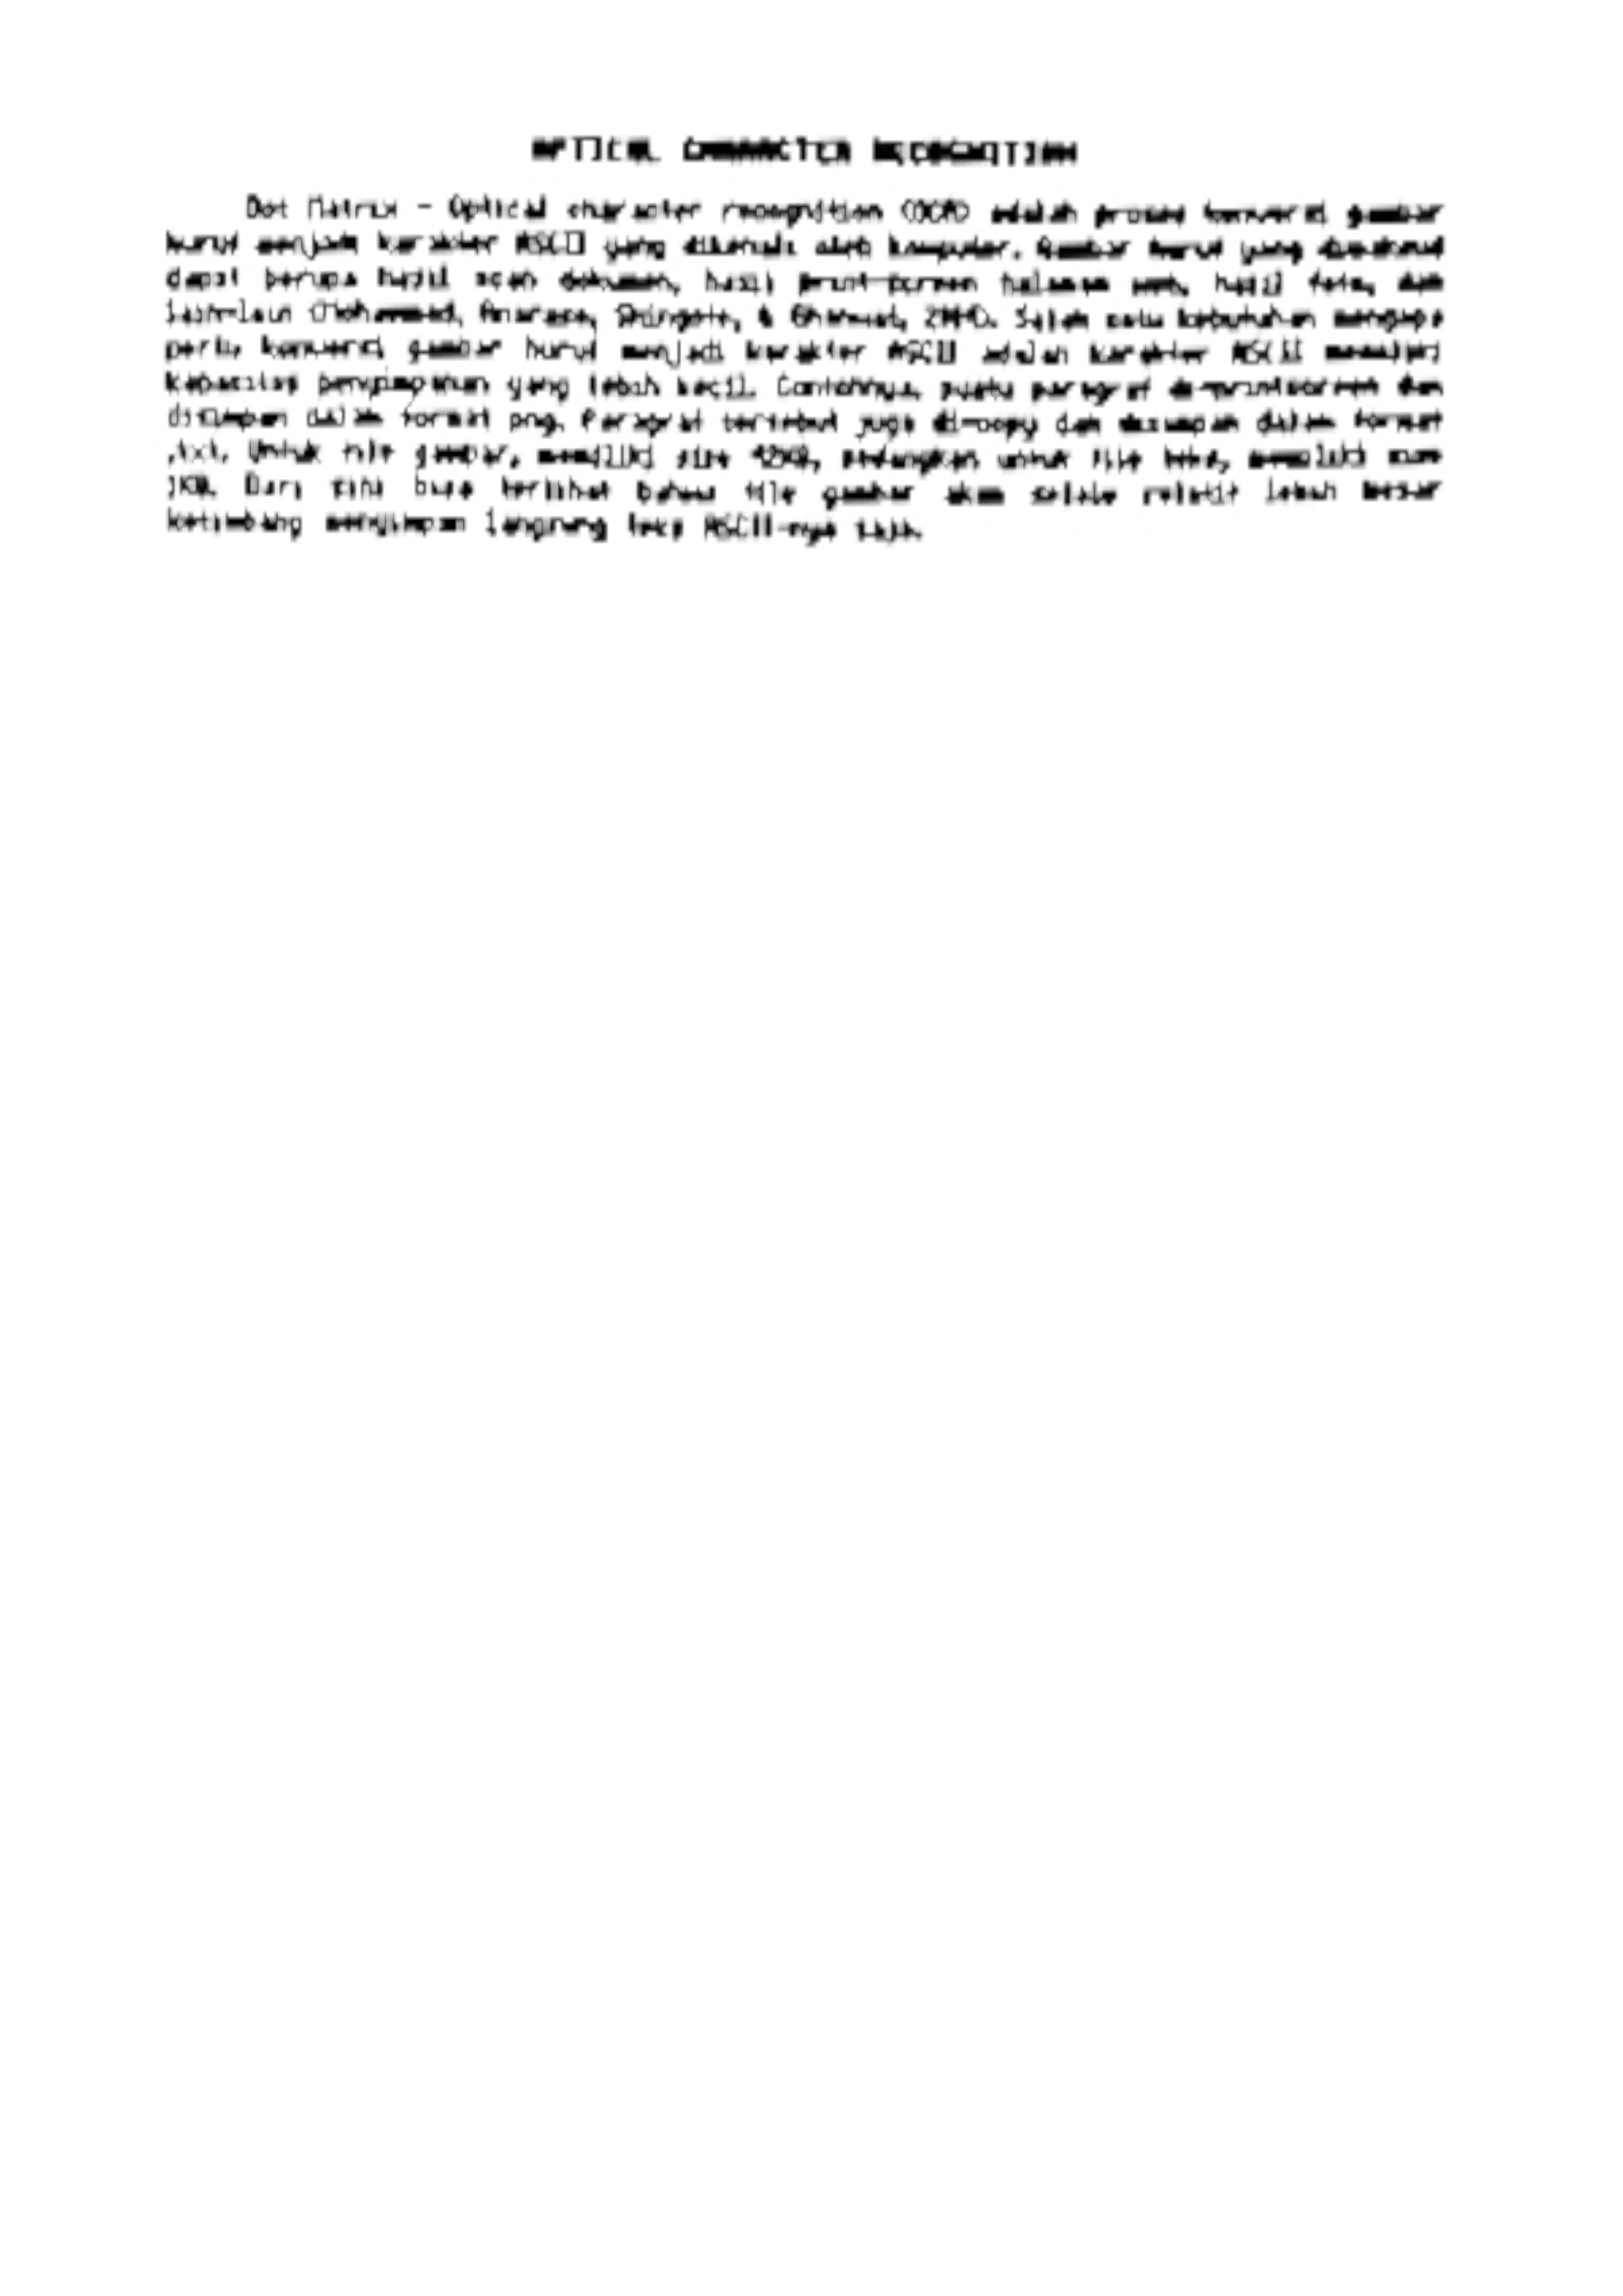 OPTICAL CHARACTER RECOGNITION
Dot Matrix - Optical character recognition (OCR) adalah proses konversi gambar
huruf menjadi karakter ASCII yang dikenali oleh komputer. Gambar huruf yang dimaksud
dapat berupa hasil scan dokumen, hasil print-screen halaman web, hasil foto, dan
lain-lain (Mohammad, Anarase, Shingote, & Ghanwat, 2014). Salah satu kebutuhan mengapa
perlu konversi gambar huruf menjadi karakter ASCII adalah karakter ASCII memiliki
kapasitas penyimpanan yang lebih kecil. Contohnya, suatu paragraf di-printscreen dan
disimpan dalam format png. Paragraf tersebut juga di-copy dan disimpan dalam format
.txt. Untuk file gambar, memiliki size sedangkan untuk file teks, memiliki size
1KB. Dari sini bisa terlihat bahwa file gambar akan selalu relatif lebih besar
ketimbang menyimpan langsung teks ASCII-nya saja.